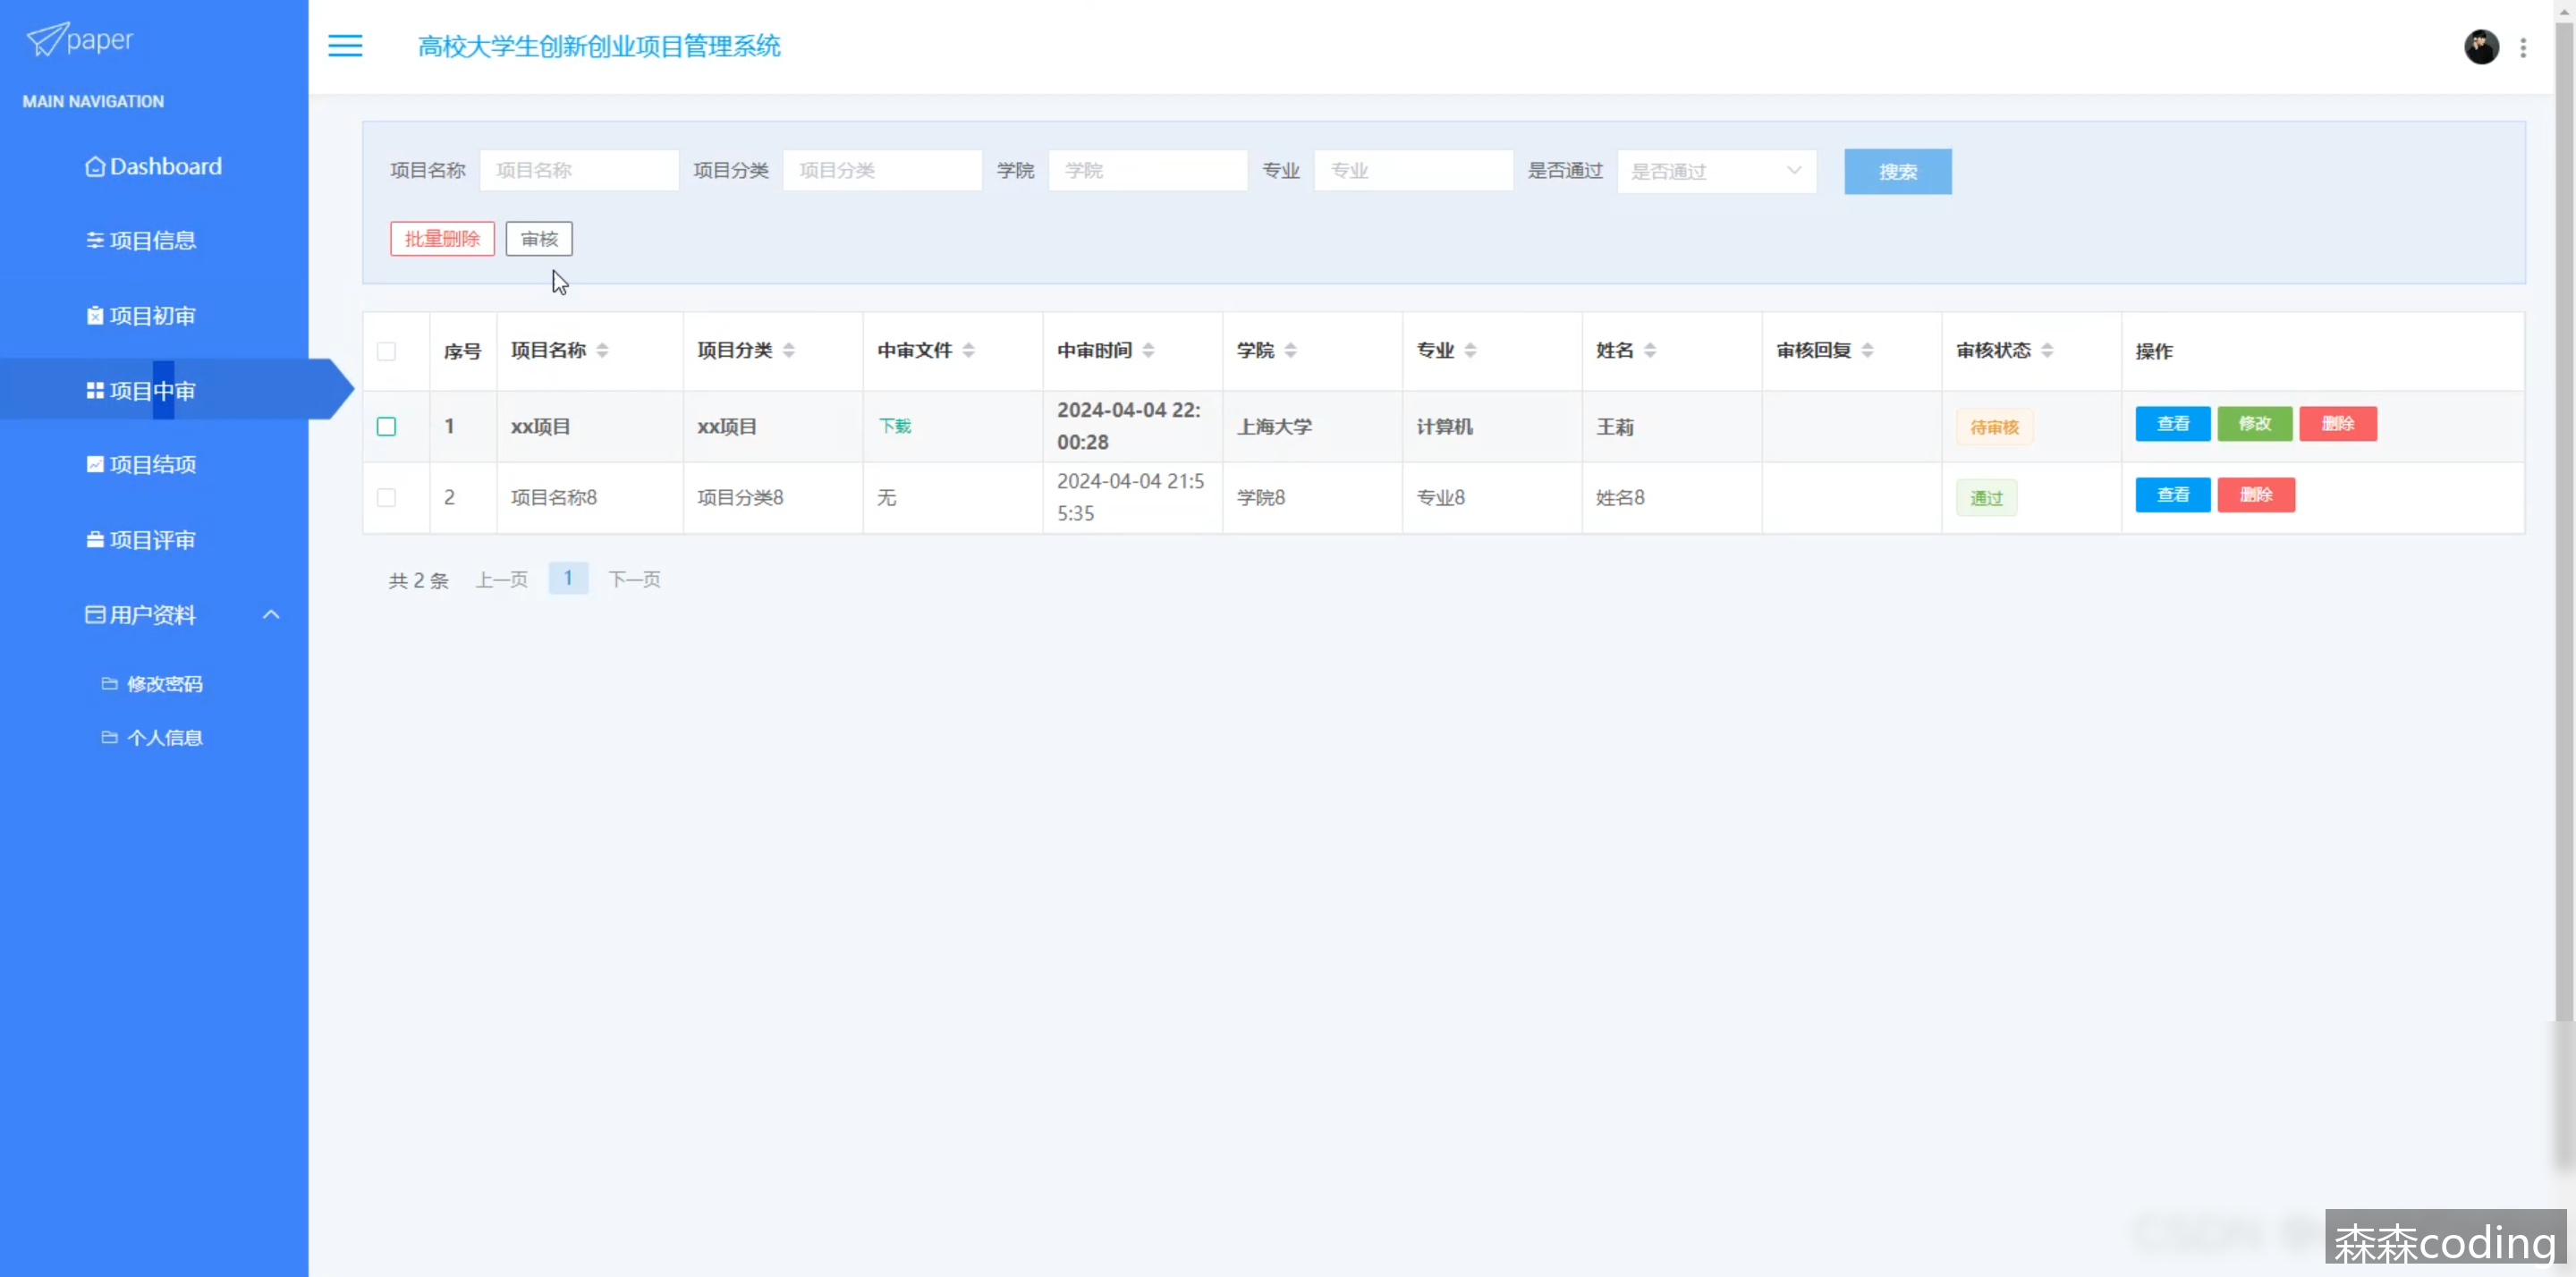 paper
高校大学生创新创业项目管理系统
MAIN NAVIGATION
Dashboard
项目信息
项目初审
项目中审
项目结项
项目评审
用户资料
修改密码
个人信息
项目名称 项目名称 项目分类 项目分类 学院 学院 专业 专业 是否通过 是否通过 搜索
批量删除 审核
序号 项目名称 项目分类 中审文件 中审时间 学院 专业 姓名 审核回复 审核状态 操作
1 xx项目 xx项目 下载 2024-04-04 22:
00:28 上海大学 计算机 王莉 待审核 查看 修改 删除
2 项目名称8 项目分类8 无 2024-04-04 21:5
5:35 学院8 专业8 姓名8 通过 查看 删除
共 2 条 上一页 1 下一页
森森coding